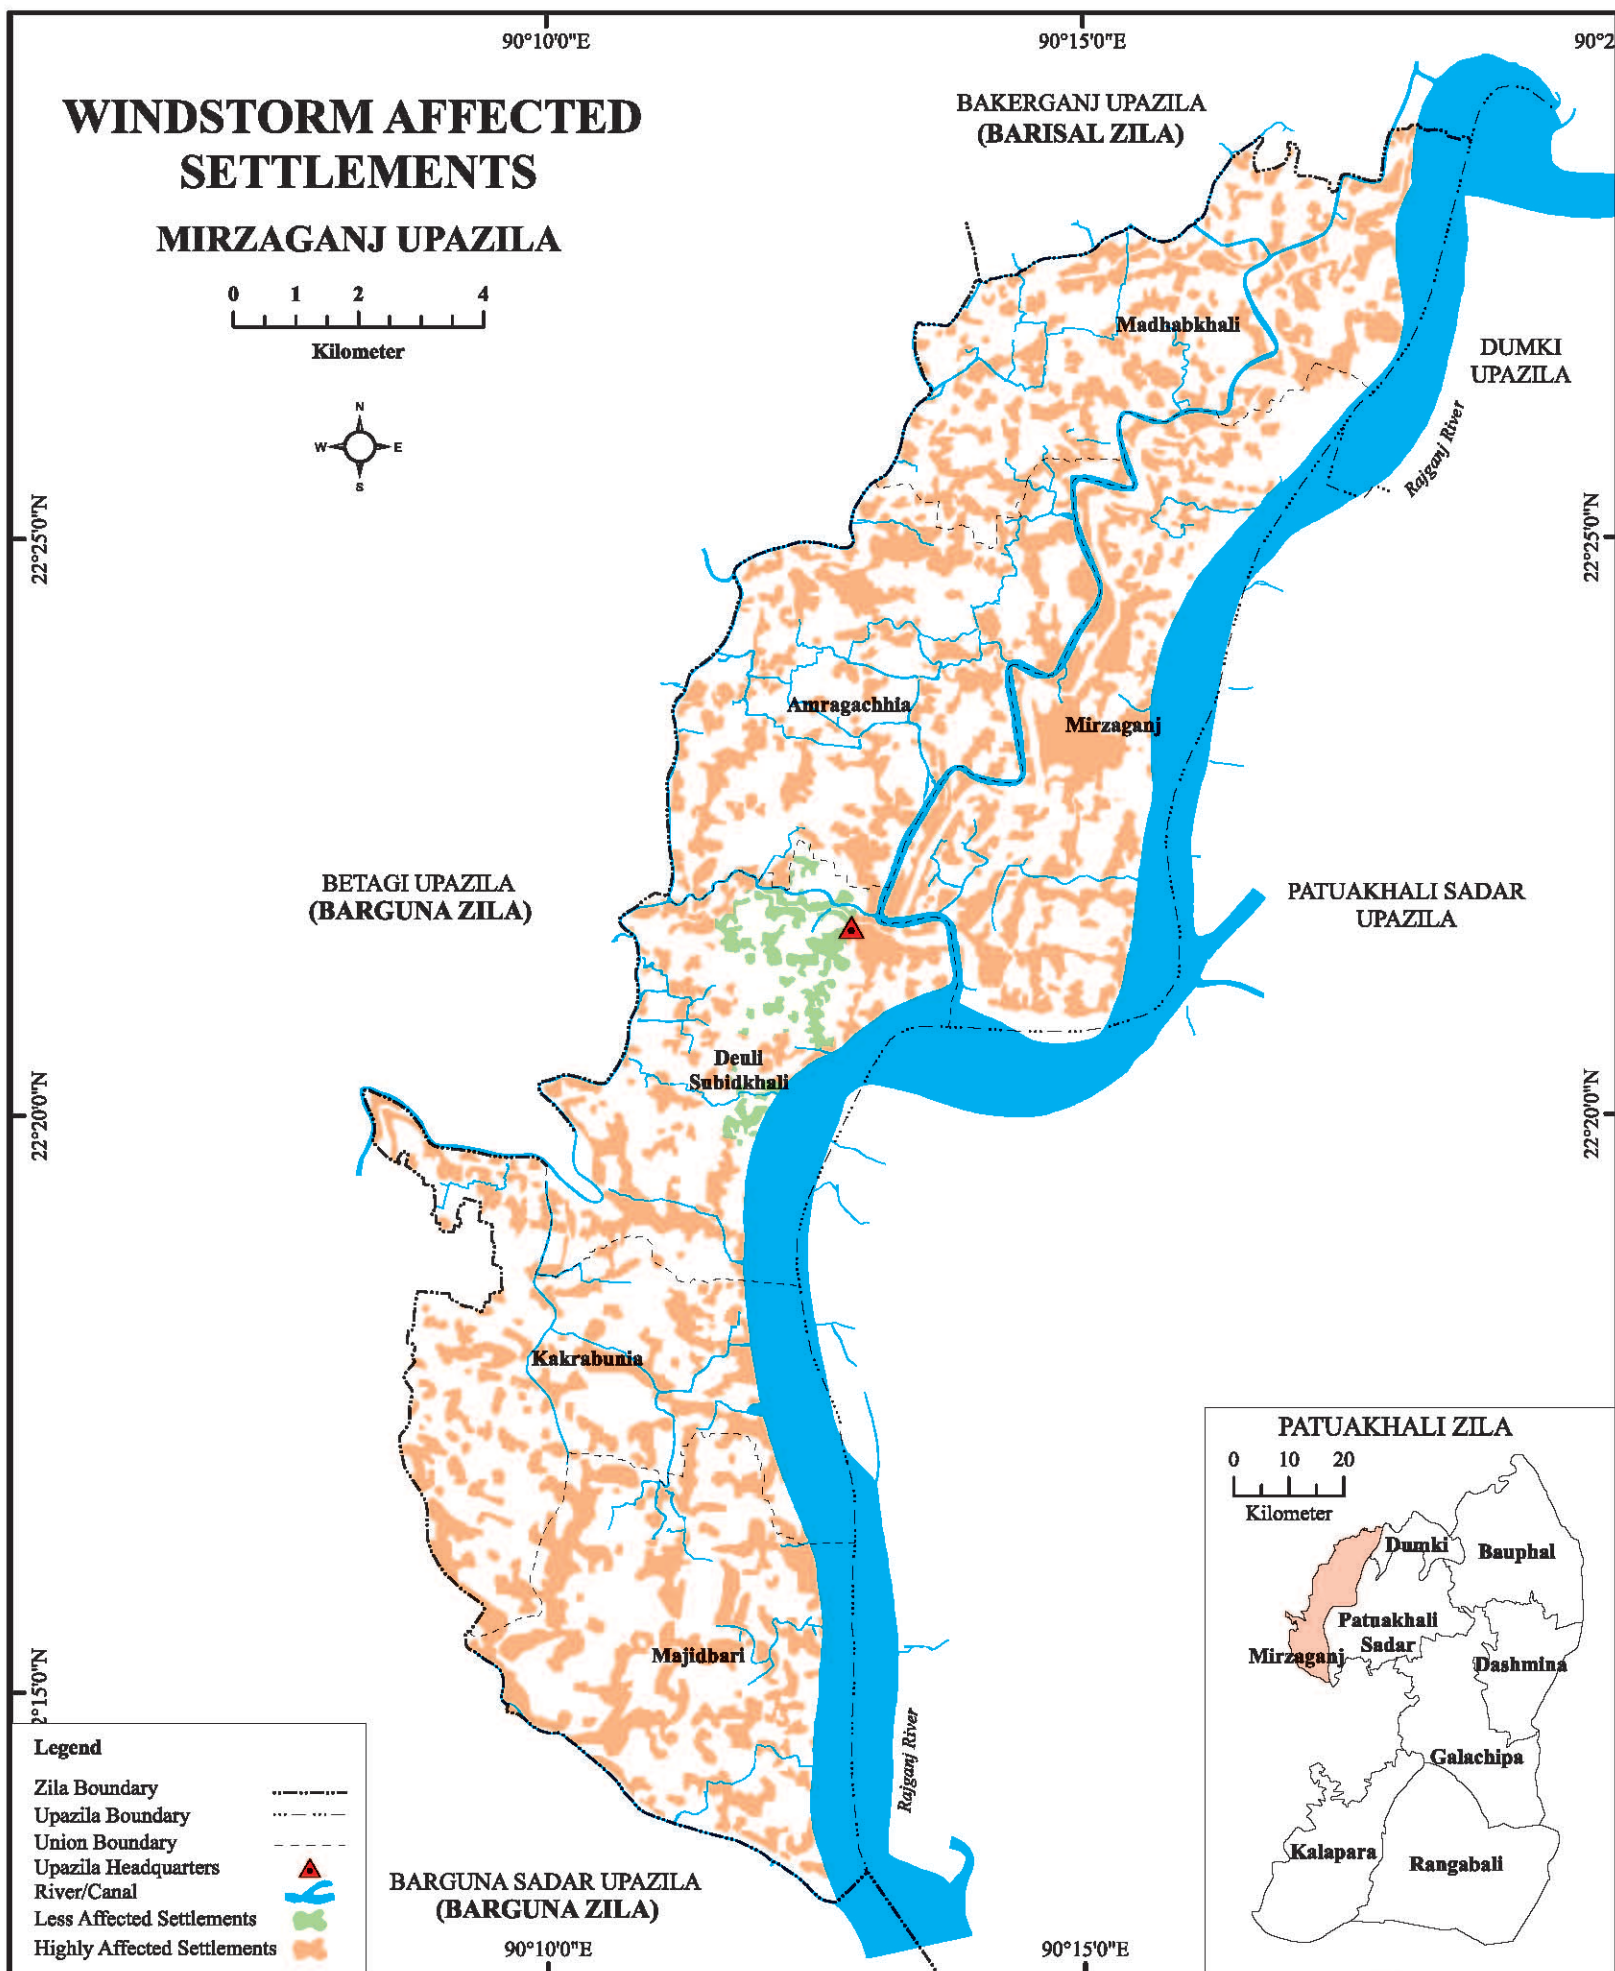 90°10'0"E
90°15'0"E
90°2
WINDSTORM AFFECTED
SETTLEMENTS
MIRZAGANJ UPAZILA
0 1 2 4
Kilometer
N
W E
S
BAKERGANJ UPAZILA
(BARISAL ZILA)
Madhabkhali
DUMKI
UPAZILA
Rajganj River
22°25'0"N
22°25'0"N
Amragachhia
Mirzaganj
BETAGI UPAZILA
(BARGUNA ZILA)
PATUAKHALI SADAR
UPAZILA
Deuli
Subidkhali
22°20'0"N
22°20'0"N
Kakrabunia
Majidbari
2°15'0"N
Rajganj River
BARGUNA SADAR UPAZILA
(BARGUNA ZILA)
90°10'0"E
90°15'0"E
Legend
Zila Boundary
Upazila Boundary
Union Boundary
Upazila Headquarters
River/Canal
Less Affected Settlements
Highly Affected Settlements
PATUAKHALI ZILA
0 10 20
Kilometer
Dumki
Bauphal
Patuakhali
Sadar
Mirzaganj
Dashmina
Galachipa
Kalapara
Rangabali